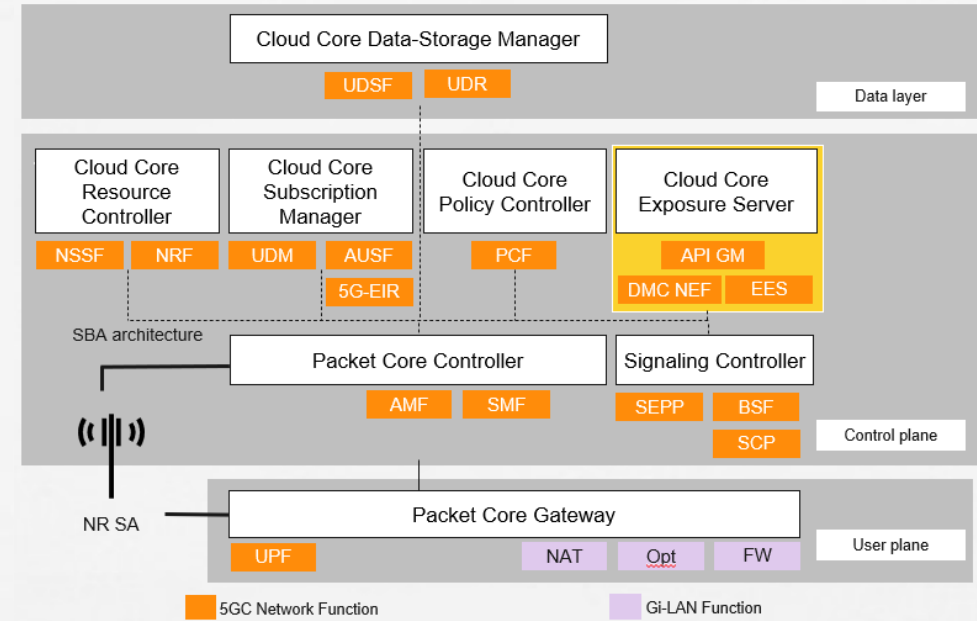 Cloud Core Data-Storage Manager
UDSF
UDR
Data layer
Cloud Core
Resource
Controller
NSSF
NRF
Cloud Core
Subscription
Manager
UDM
AUSF
5G-EIR
Cloud Core
Policy Controller
PCF
Cloud Core
Exposure Server
API GM
DMC NEF
EES
SBA architecture
Packet Core Controller
AMF
SMF
Signaling Controller
SEPP
BSF
SCP
Control plane
NR SA
Packet Core Gateway
UPF
NAT
Opt
FW
User plane
5GC Network Function
Gi-LAN Function